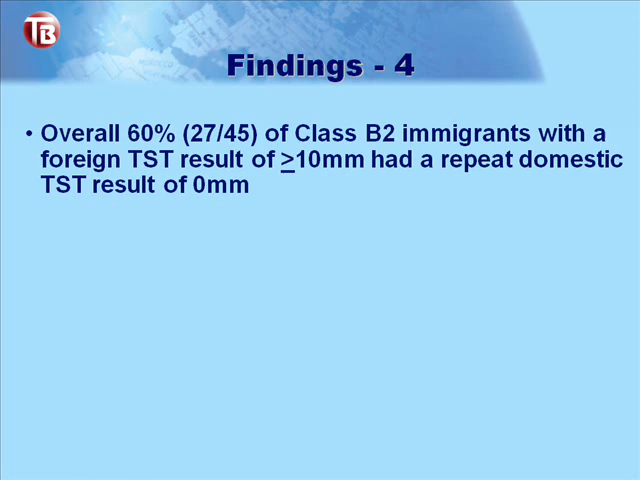 TB
Findings - 4
• Overall 60% (27/45) of Class B2 immigrants with a
foreign TST result of ≥10mm had a repeat domestic
TST result of 0mm